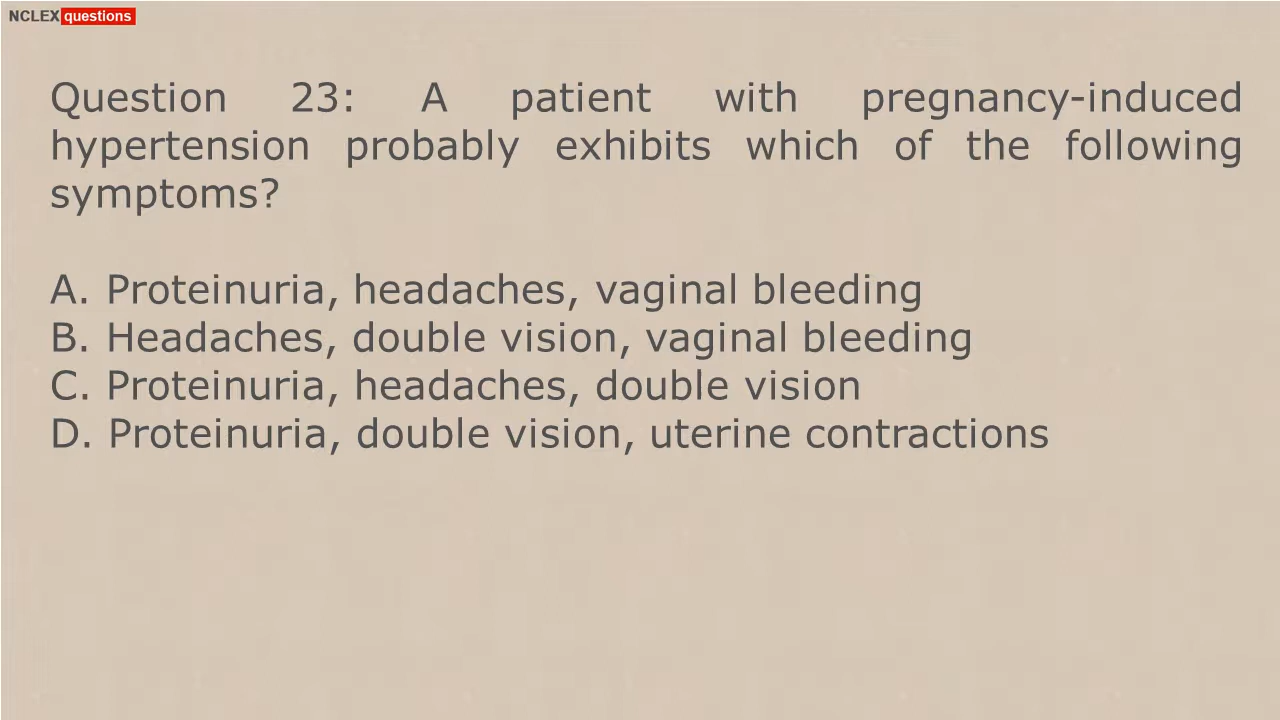 NCLEX questions
Question 23: A patient with pregnancy-induced
hypertension probably exhibits which of the following
symptoms?
A. Proteinuria, headaches, vaginal bleeding
B. Headaches, double vision, vaginal bleeding
C. Proteinuria, headaches, double vision
D. Proteinuria, double vision, uterine contractions